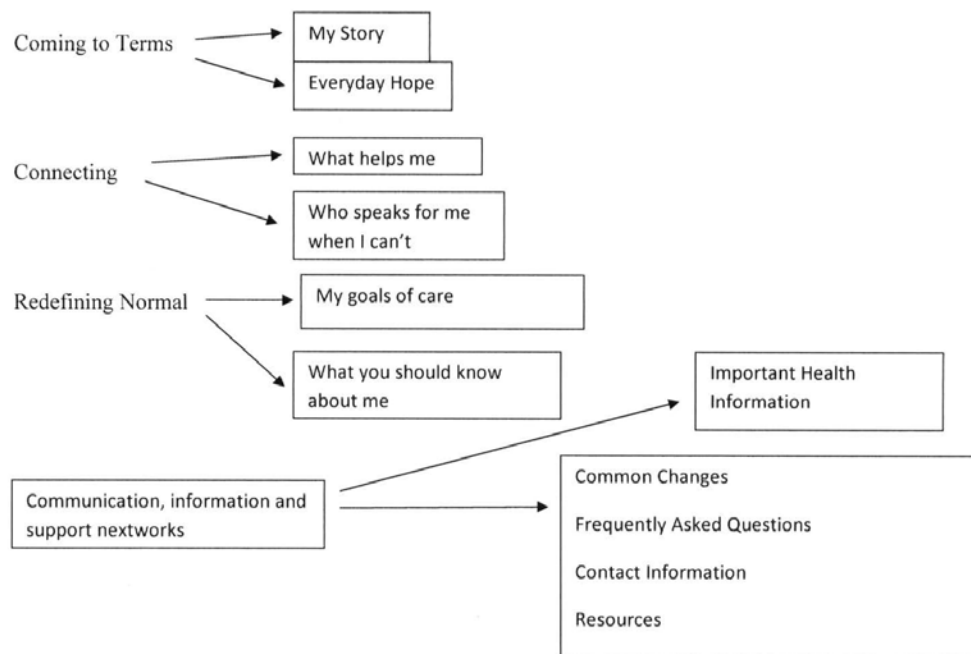 Coming to Terms
My Story
Everyday Hope
Connecting
What helps me
Who speaks for me
when I can't
Redefining Normal
My goals of care
What you should know
about me
Important Health
Information
Communication, information and
support nextworks
Common Changes
Frequently Asked Questions
Contact Information
Resources